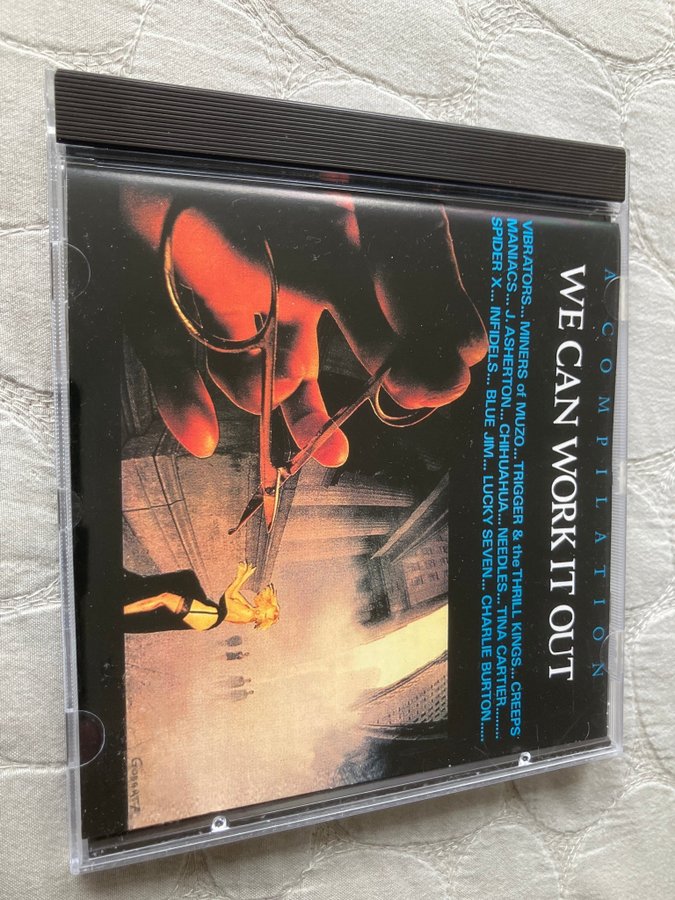 A COMPILATION
WE CAN WORK IT OUT
VIBRATORS.... MINERS of MUZO.... TRIGGER & the THRILL KINGS.... CREEPS
MANIACS.... J. ASHERTON... CHIHUAHUA.... NEEDLES.... TINA CARTIER........
SPIDER X.... INFIDELS... BLUE JIM.... LUCKY SEVEN.... CHARLIE BURTON.....